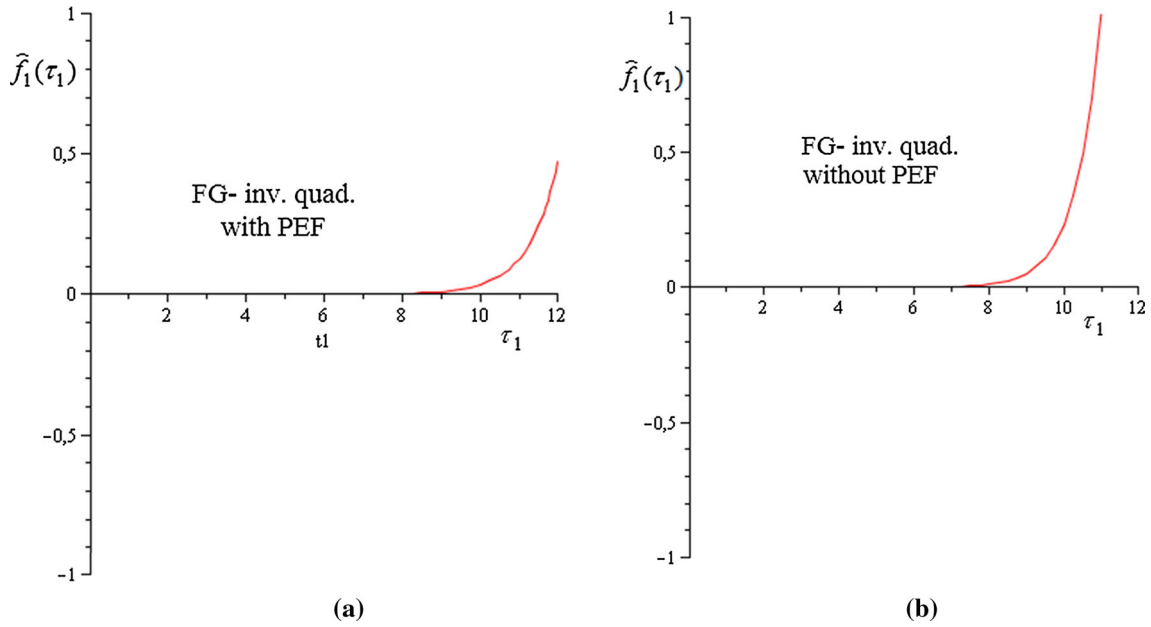 1
f̂₁(τ₁)
0,5
FG- inv. quad.
with PEF
0
2 4 6 8 10 12
t1
τ₁
−0,5
−1
(a)
1
f̂₁(τ₁)
0,5
FG- inv. quad.
without PEF
0
2 4 6 8 10 12
τ₁
−0,5
−1
(b)